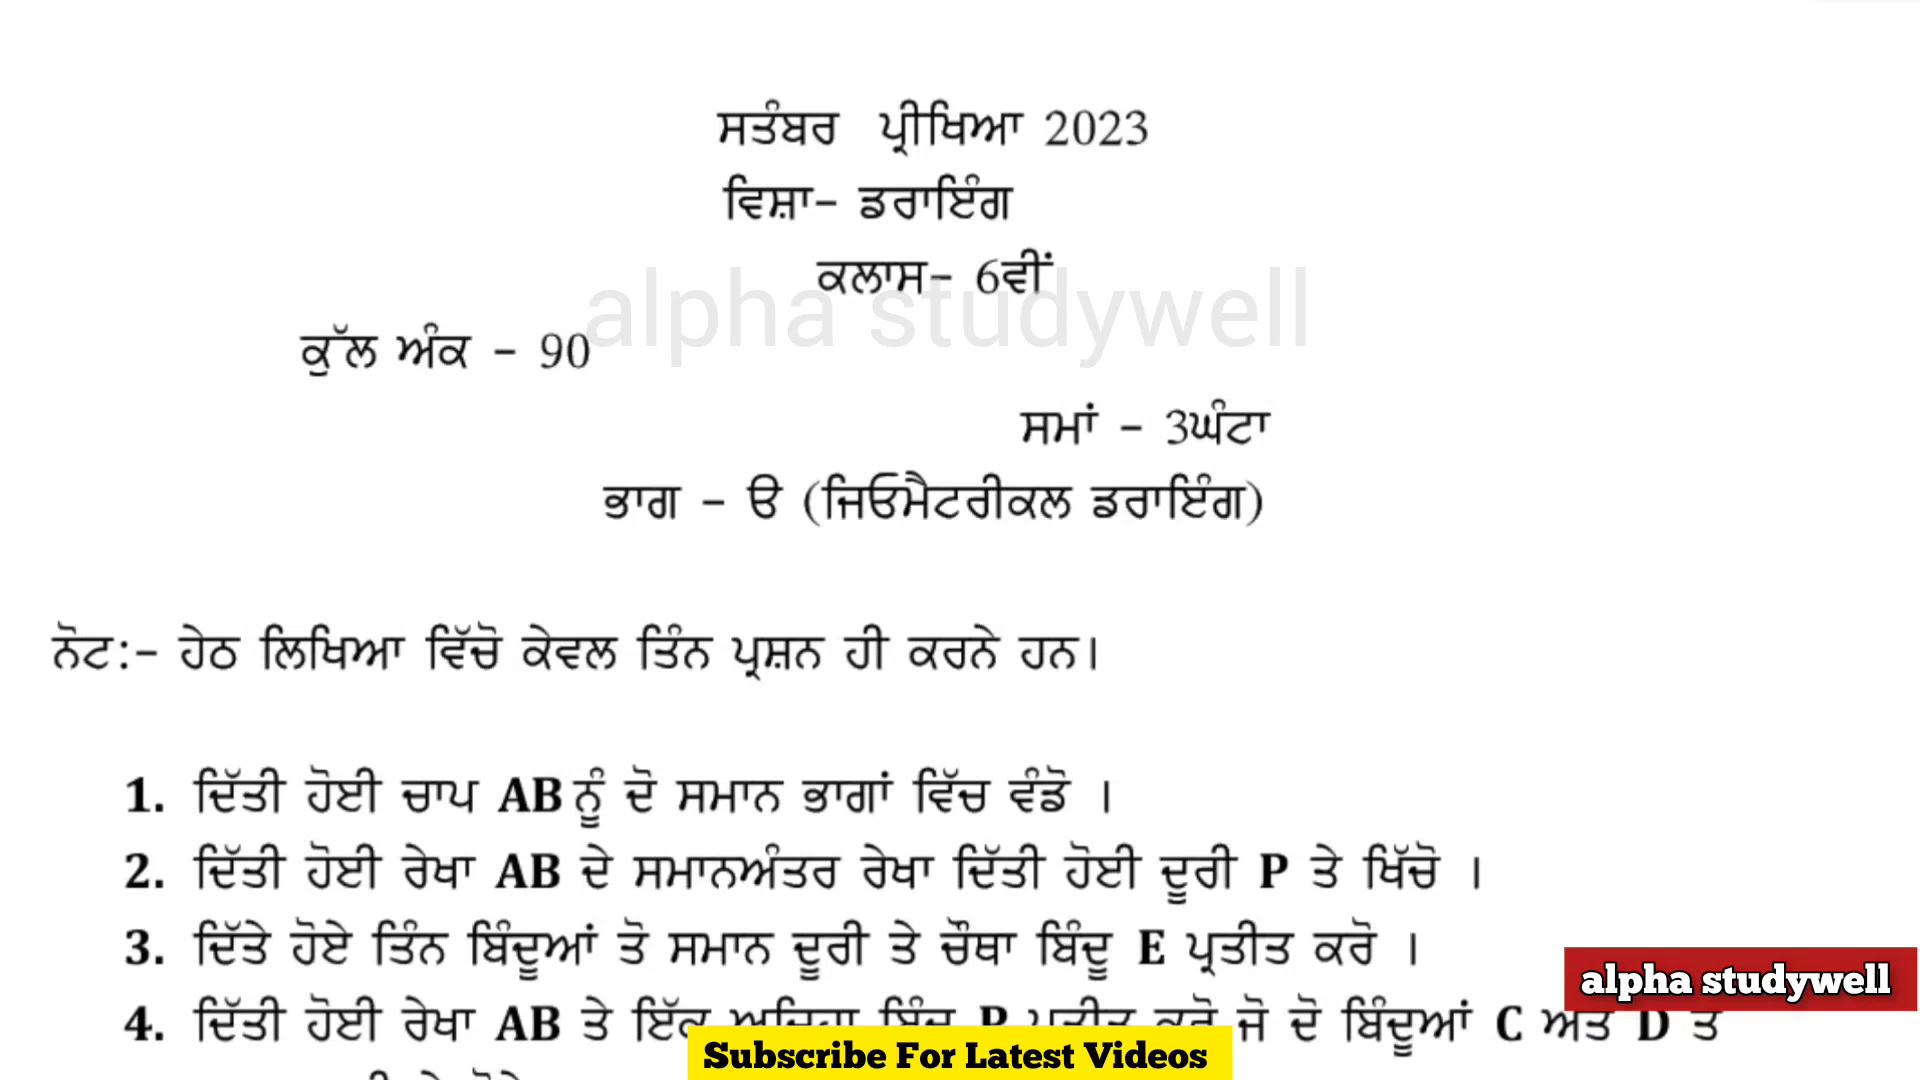 ਸਤੰਬਰ ਪ੍ਰੀਖਿਆ 2023
ਵਿਸ਼ਾ- ਡਰਾਇੰਗ
ਕਲਾਸ- 6ਵੀਂ
alpha studywell
ਕੁੱਲ ਅੰਕ - 90
ਸਮਾਂ - 3ਘੰਟਾ
ਭਾਗ - ੳ (ਜਿਓਮੈਟਰੀਕਲ ਡਰਾਇੰਗ)
ਨੋਟ:- ਹੇਠ ਲਿਖਿਆ ਵਿੱਚੋ ਕੇਵਲ ਤਿੰਨ ਪ੍ਰਸ਼ਨ ਹੀ ਕਰਨੇ ਹਨ।
1. ਦਿੱਤੀ ਹੋਈ ਚਾਪ AB ਨੂੰ ਦੋ ਸਮਾਨ ਭਾਗਾਂ ਵਿੱਚ ਵੰਡੋ ।
2. ਦਿੱਤੀ ਹੋਈ ਰੇਖਾ AB ਦੇ ਸਮਾਨਅੰਤਰ ਰੇਖਾ ਦਿੱਤੀ ਹੋਈ ਦੂਰੀ P ਤੇ ਖਿੱਚੋ ।
3. ਦਿੱਤੇ ਹੋਏ ਤਿੰਨ ਬਿੰਦੂਆਂ ਤੋ ਸਮਾਨ ਦੂਰੀ ਤੇ ਚੌਥਾ ਬਿੰਦੂ E ਪ੍ਰਤੀਤ ਕਰੋ ।
alpha studywell
4. ਦਿੱਤੀ ਹੋਈ ਰੇਖਾ AB ਤੇ ਇੱਕ ਜੋ ਦੋ ਬਿੰਦੂਆਂ C ਅਤੇ D ਤੋ
Subscribe For Latest Videos